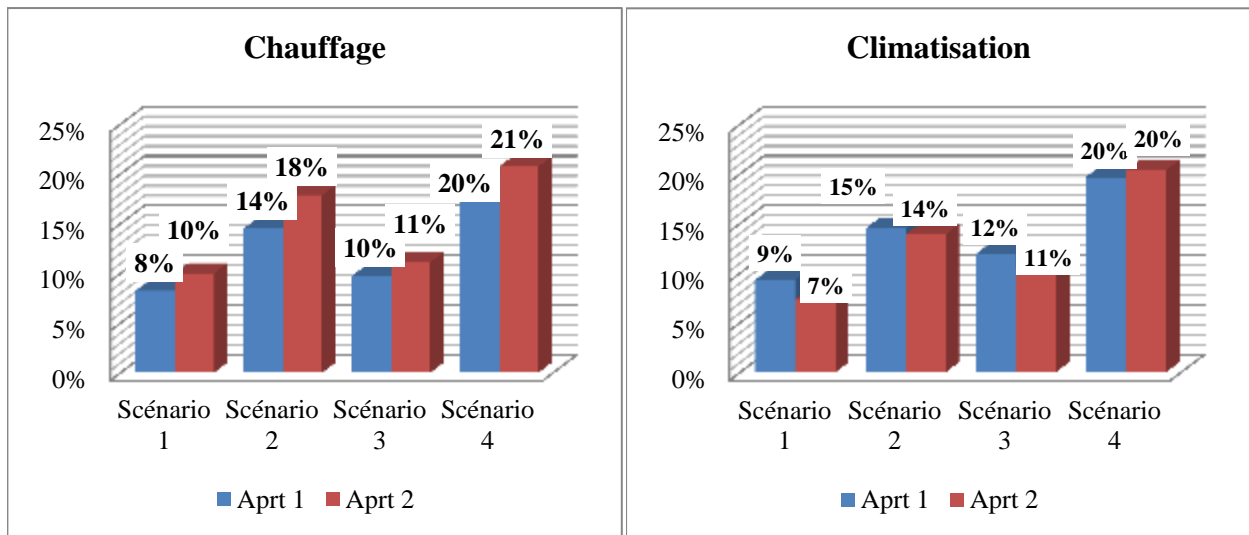 Chauffage
25%
20%
15%
10%
5%
0%
8%
10%
14%
18%
10%
11%
20%
21%
Scénario
1
Scénario
2
Scénario
3
Scénario
4
Aprt 1
Aprt 2
Climatisation
25%
20%
15%
10%
5%
0%
9%
7%
15%
14%
12%
11%
20%
20%
Scénario
1
Scénario
2
Scénario
3
Scénario
4
Aprt 1
Aprt 2